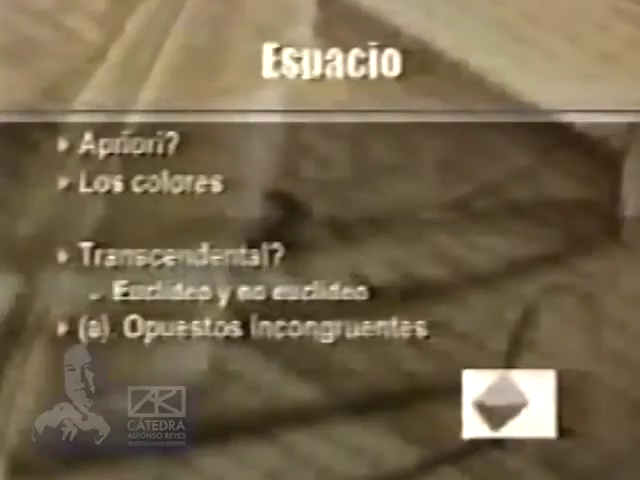 Espacio
Apriori?
Los colores
Transcendental?
- Euclideo y no euclideo
(a). Opuestos Incongruentes
CÁTEDRA
ALFONSO REYES